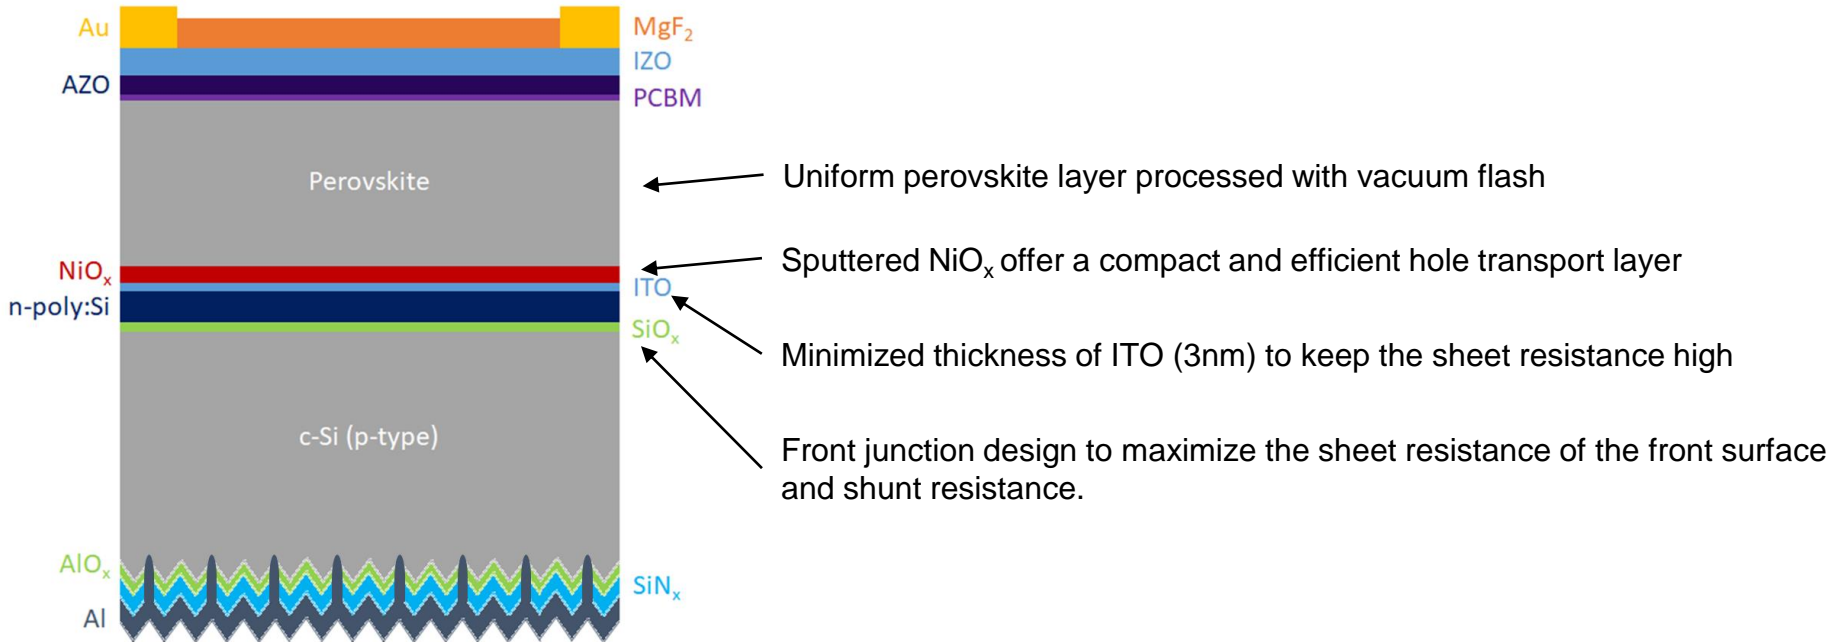 Au
MgF₂
IZO
AZO
PCBM
Perovskite
Uniform perovskite layer processed with vacuum flash
NiOₓ
Sputtered NiOₓ offer a compact and efficient hole transport layer
ITO
n-poly:Si
SiOₓ
Minimized thickness of ITO (3nm) to keep the sheet resistance high
c-Si (p-type)
Front junction design to maximize the sheet resistance of the front surface
and shunt resistance.
AlOₓ
SiNₓ
Al